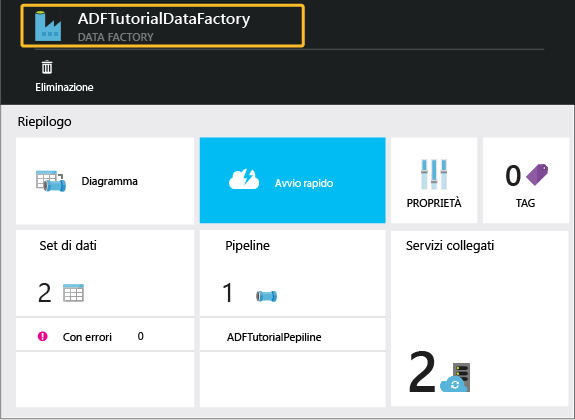 ADFTutorialDataFactory
DATA FACTORY
Eliminazione
Riepilogo
Diagramma
Avvio rapido
PROPRIETÀ
0
TAG
Set di dati
2
Con errori 0
Pipeline
1
ADFTutorialPepiline
Servizi collegati
2